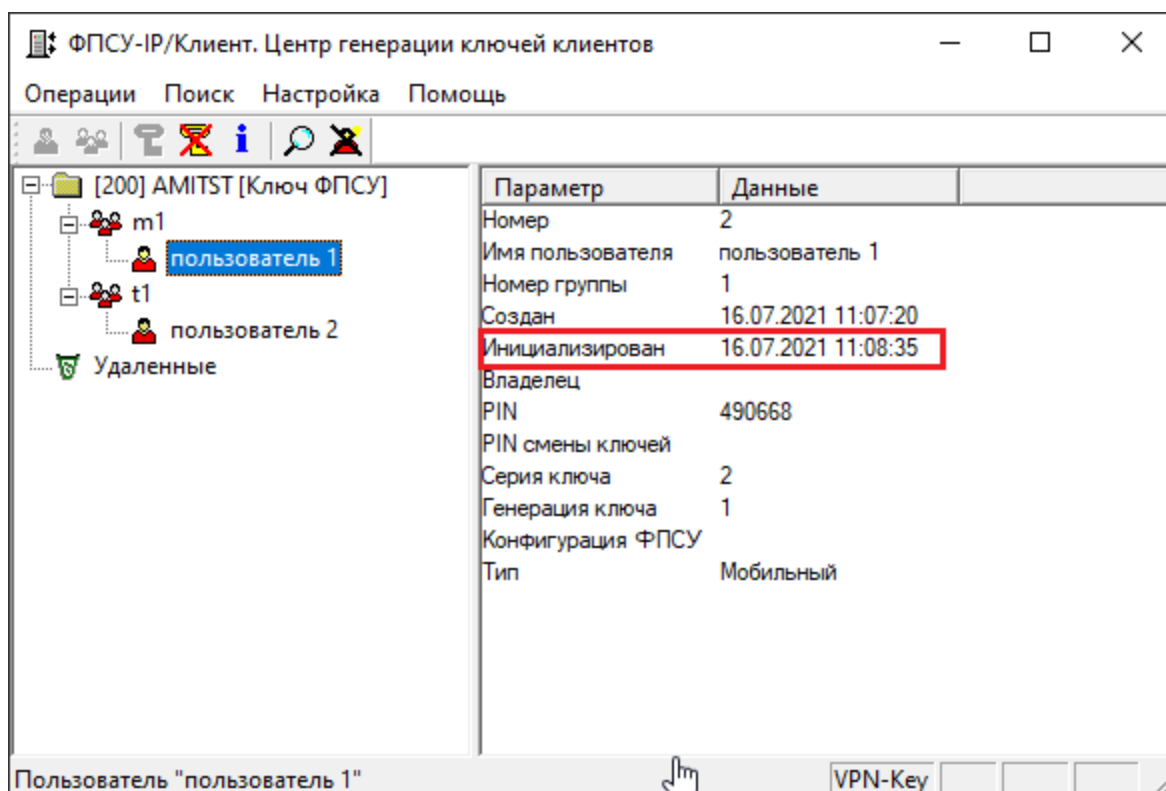 ФПСУ-IP/Клиент. Центр генерации ключей клиентов
Операции Поиск Настройка Помощь
[200] AMITST [Ключ ФПСУ]
m1
пользователь 1
t1
пользователь 2
Удаленные
Параметр Данные
Номер 2
Имя пользователя пользователь 1
Номер группы 1
Создан 16.07.2021 11:07:20
Инициализирован 16.07.2021 11:08:35
Владелец
PIN 490668
PIN смены ключей
Серия ключа 2
Генерация ключа 1
Конфигурация ФПСУ
Тип Мобильный
Пользователь "пользователь 1" VPN-Key